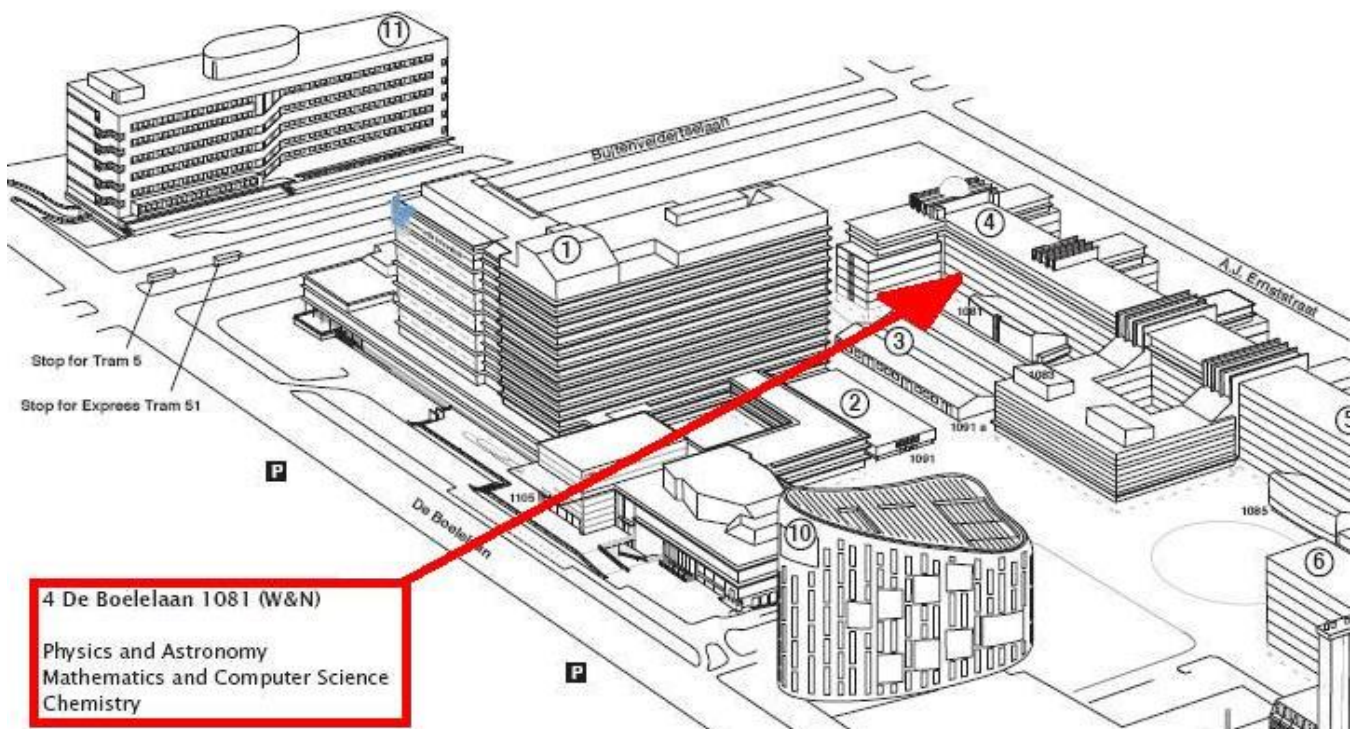 11
Buitenvelderteelaan
4
1
A.J. Ernststraat
1081
3
Stop for Tram 5
1083
Stop for Express Tram 51
2
5
1091 a
1091
P
1105
1085
De Boelelaan
10
6
4 De Boelelaan 1081 (W&N)
Physics and Astronomy
Mathematics and Computer Science
Chemistry
P